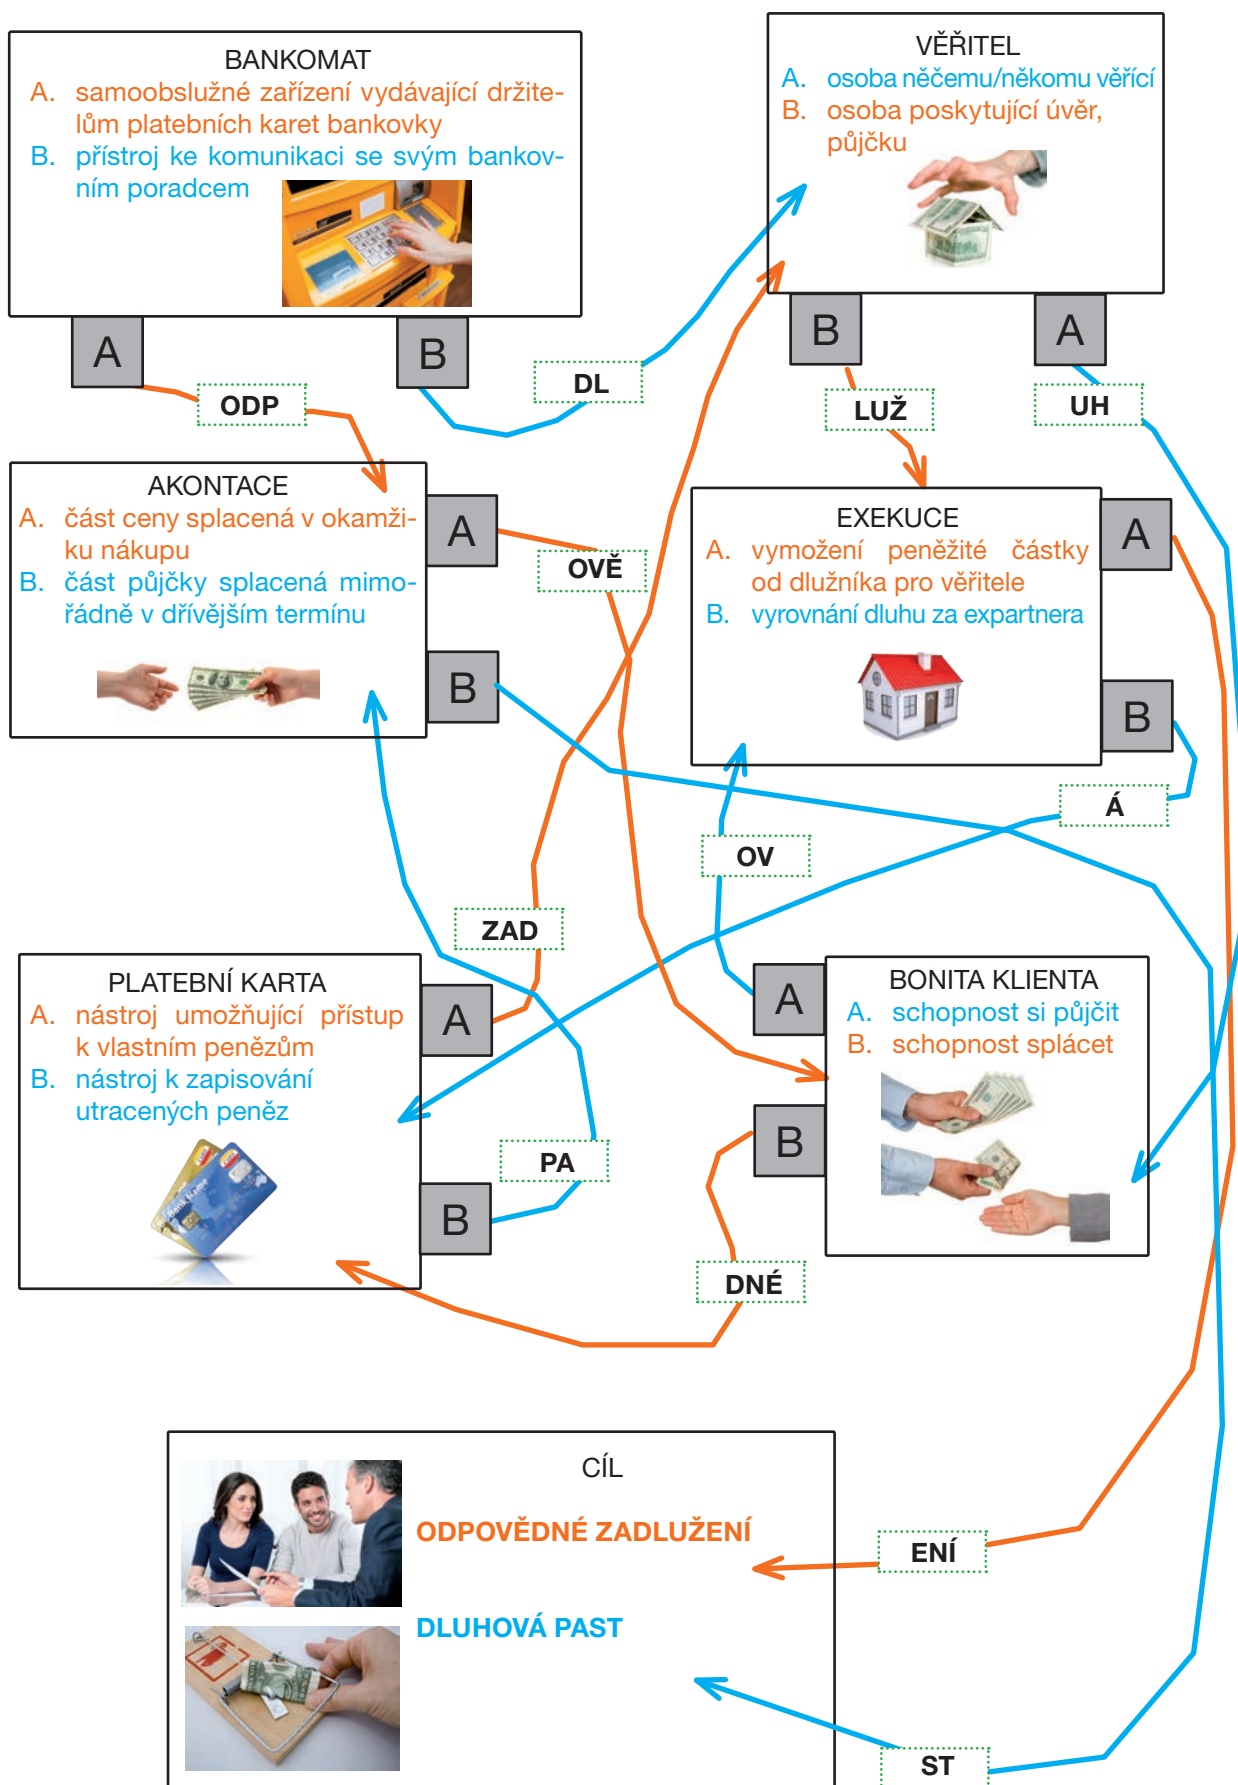 BANKOMAT
A. samoobslužné zařízení vydávající držite-
lům platebních karet bankovky
B. přístroj ke komunikaci se svým bankov-
ním poradcem
VĚŘITEL
A. osoba něčemu/někomu věřící
B. osoba poskytující úvěr,
půjčku
A
B
B
A
ODP
DL
LUŽ
UH
AKONTACE
A. část ceny splacená v okamži-
ku nákupu
B. část půjčky splacená mimo-
řádně v dřívějším termínu
A
B
OVĚ
EXEKUCE
A. vymožení peněžité částky
od dlužníka pro věřitele
B. vyrovnání dluhu za expartnera
A
B
Á
OV
ZAD
PLATEBNÍ KARTA
A. nástroj umožňující přístup
k vlastním penězům
B. nástroj k zapisování
utracených peněz
Bank Name
A
B
PA
BONITA KLIENTA
A. schopnost si půjčit
B. schopnost splácet
A
B
DNÉ
CÍL
ODPOVĚDNÉ ZADLUŽENÍ
DLUHOVÁ PAST
ENÍ
ST